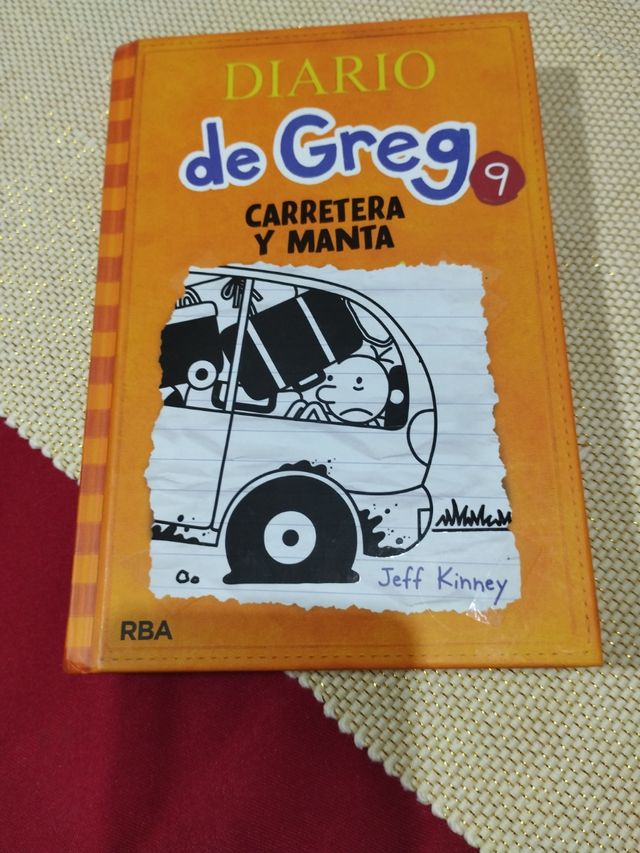 DIARIO
de Greg 9
CARRETERA
Y MANTA
Jeff Kinney
RBA